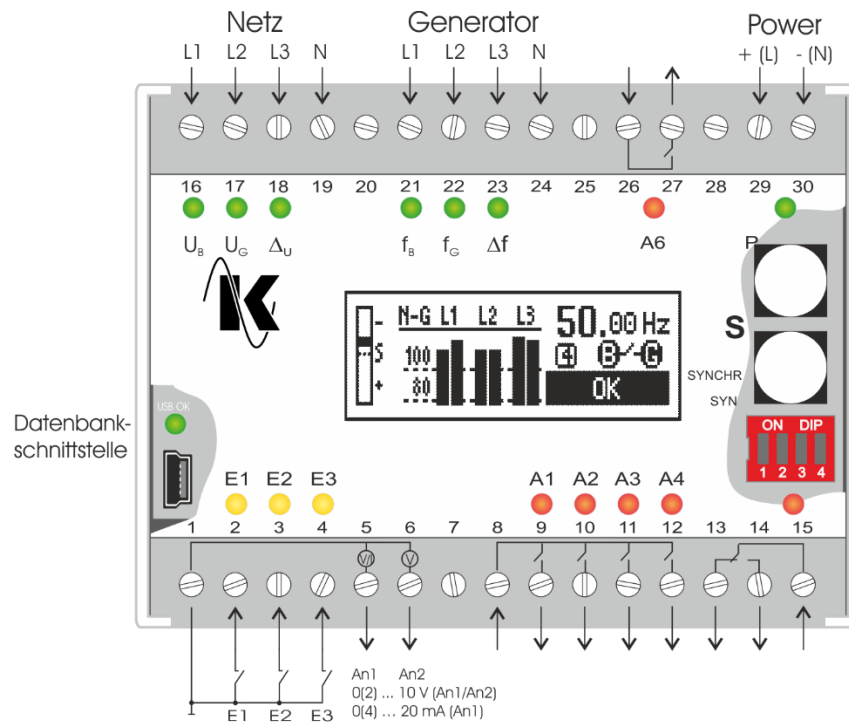 Netz Generator Power
L1 L2 L3 N L1 L2 L3 N + (L) - (N)
16 17 18 19 20 21 22 23 24 25 26 27 28 29 30
UB UG ΔU fB fG Δf A6
K
N-G L1 L2 L3 50.00 Hz
- S +
100
80
4 B G
OK
S
SYNCHR
SYN
ON DIP
1 2 3 4
Datenbank-
schnittstelle
USB OK
E1 E2 E3 A1 A2 A3 A4
1 2 3 4 5 6 7 8 9 10 11 12 13 14 15
V/I V
An1 An2
0(2) ... 10 V (An1/An2)
E1 E2 E3 0(4) ... 20 mA (An1)